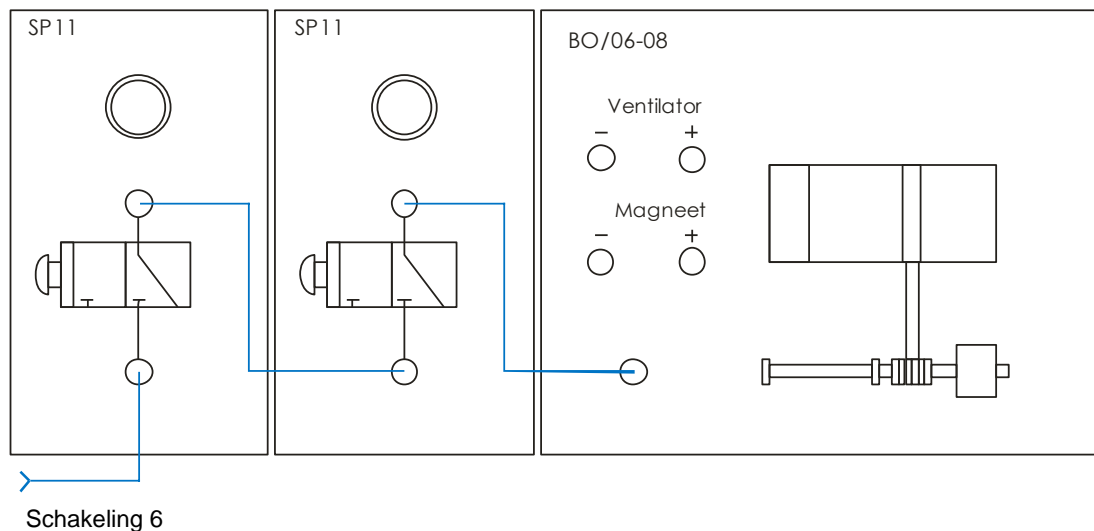 SP11
SP11
BO/06-08
Ventilator
− +
Magneet
− +
Schakeling 6